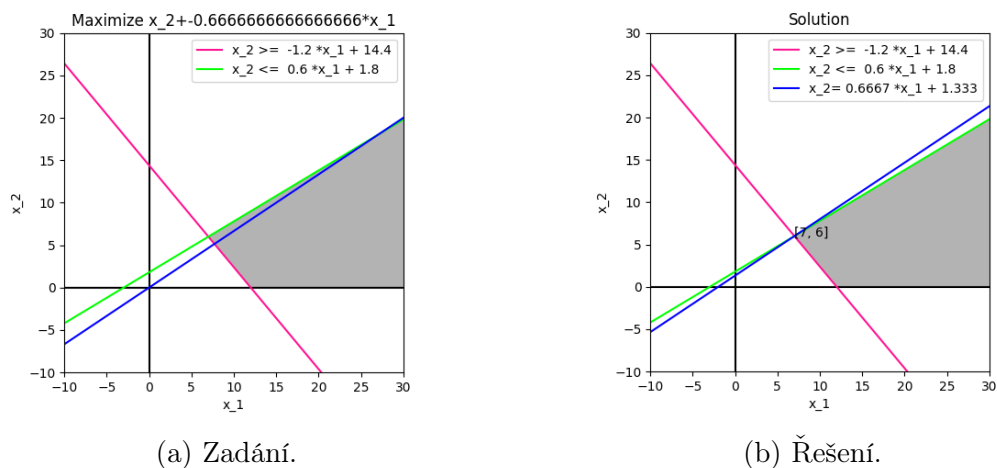 Maximize x_2+-0.6666666666666666*x_1
x_2 >= -1.2 *x_1 + 14.4
x_2 <= 0.6 *x_1 + 1.8
30
25
20
15
10
5
0
−5
−10
x_2
−10
−5
0
5
10
15
20
25
30
x_1
(a) Zadání.
Solution
x_2 >= -1.2 *x_1 + 14.4
x_2 <= 0.6 *x_1 + 1.8
x_2= 0.6667 *x_1 + 1.333
30
25
20
15
10
5
0
−5
−10
x_2
[7, 6]
−10
−5
0
5
10
15
20
25
30
x_1
(b) Řešení.